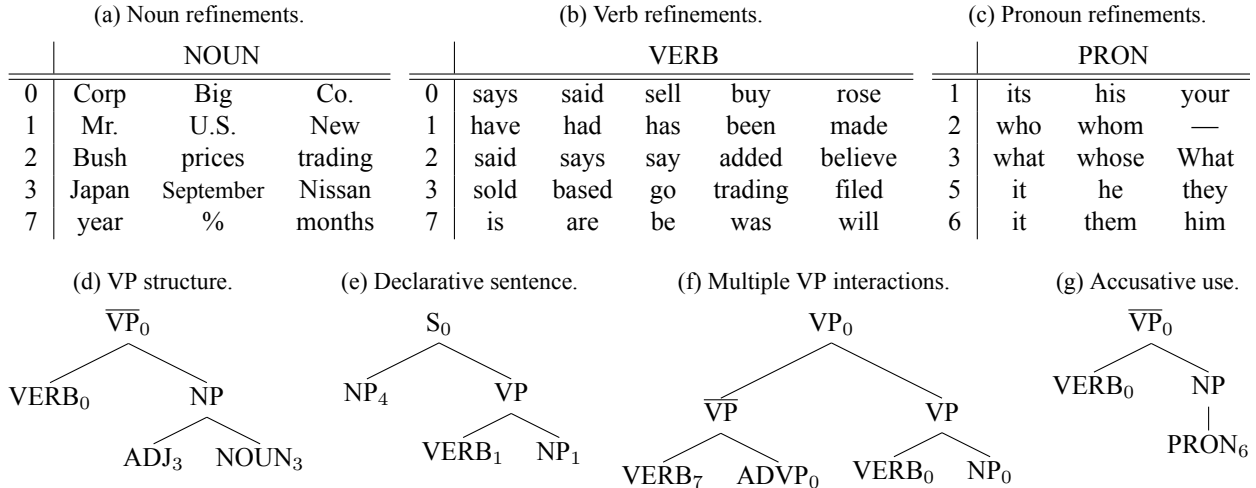 (a) Noun refinements. (b) Verb refinements. (c) Pronoun refinements.
NOUN VERB PRON
0 Corp Big Co. 0 says said sell buy rose 1 its his your
1 Mr. U.S. New 1 have had has been made 2 who whom —
2 Bush prices trading 2 said says say added believe 3 what whose What
3 Japan September Nissan 3 sold based go trading filed 5 it he they
7 year % months 7 is are be was will 6 it them him
(d) VP structure. (e) Declarative sentence. (f) Multiple VP interactions. (g) Accusative use.
V̅P̅₀ S₀ VP₀ V̅P̅₀
VERB₀ NP NP₄ VP V̅P̅ VP VERB₀ NP
ADJ₃ NOUN₃ VERB₁ NP₁ VERB₇ ADVP₀ VERB₀ NP₀ PRON₆